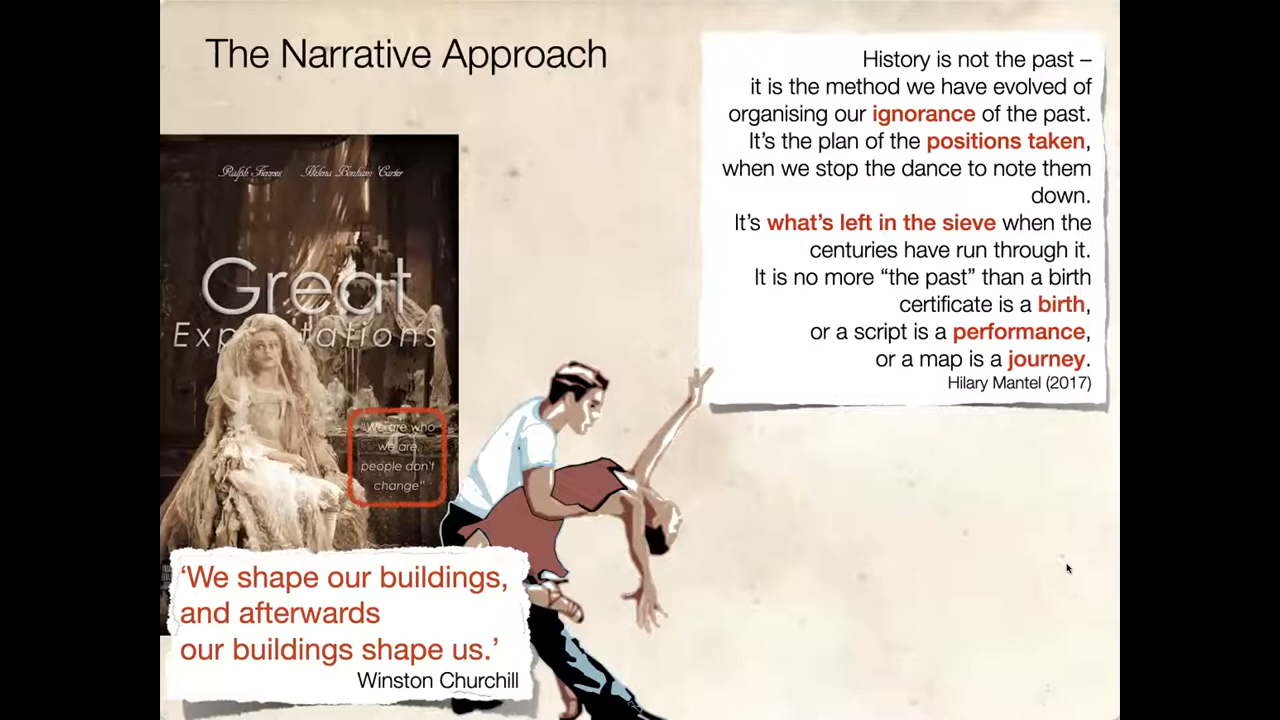 The Narrative Approach
History is not the past –
it is the method we have evolved of
organising our ignorance of the past.
It’s the plan of the positions taken,
when we stop the dance to note them
down.
It’s what’s left in the sieve when the
centuries have run through it.
It is no more “the past” than a birth
certificate is a birth,
or a script is a performance,
or a map is a journey.
Hilary Mantel (2017)
Ralph Fiennes Helena Bonham Carter
Great
Expectations
"We are who
we are,
people don't
change"
‘We shape our buildings,
and afterwards
our buildings shape us.’
Winston Churchill